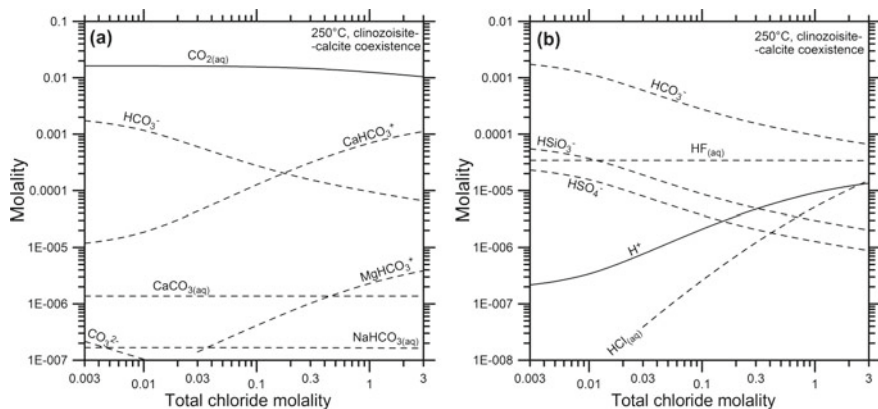 (a)
250°C, clinozoisite-
-calcite coexistence
CO2(aq)
HCO3-
CaHCO3+
MgHCO3+
CaCO3(aq)
CO32-
NaHCO3(aq)
Molality
0.1
0.01
0.0001
0.0001
1E-005
1E-006
1E-007
0.003
0.01
0.03
0.1
0.3
1
3
Total chloride molality
(b)
250°C, clinozoisite-
-calcite coexistence
HCO3-
HSiO3-
HF(aq)
HSO4-
H+
HCl(aq)
Molality
0.01
0.001
0.0001
1E-005
1E-006
1E-007
1E-008
0.003
0.01
0.03
0.1
0.3
1
3
Total chloride molality